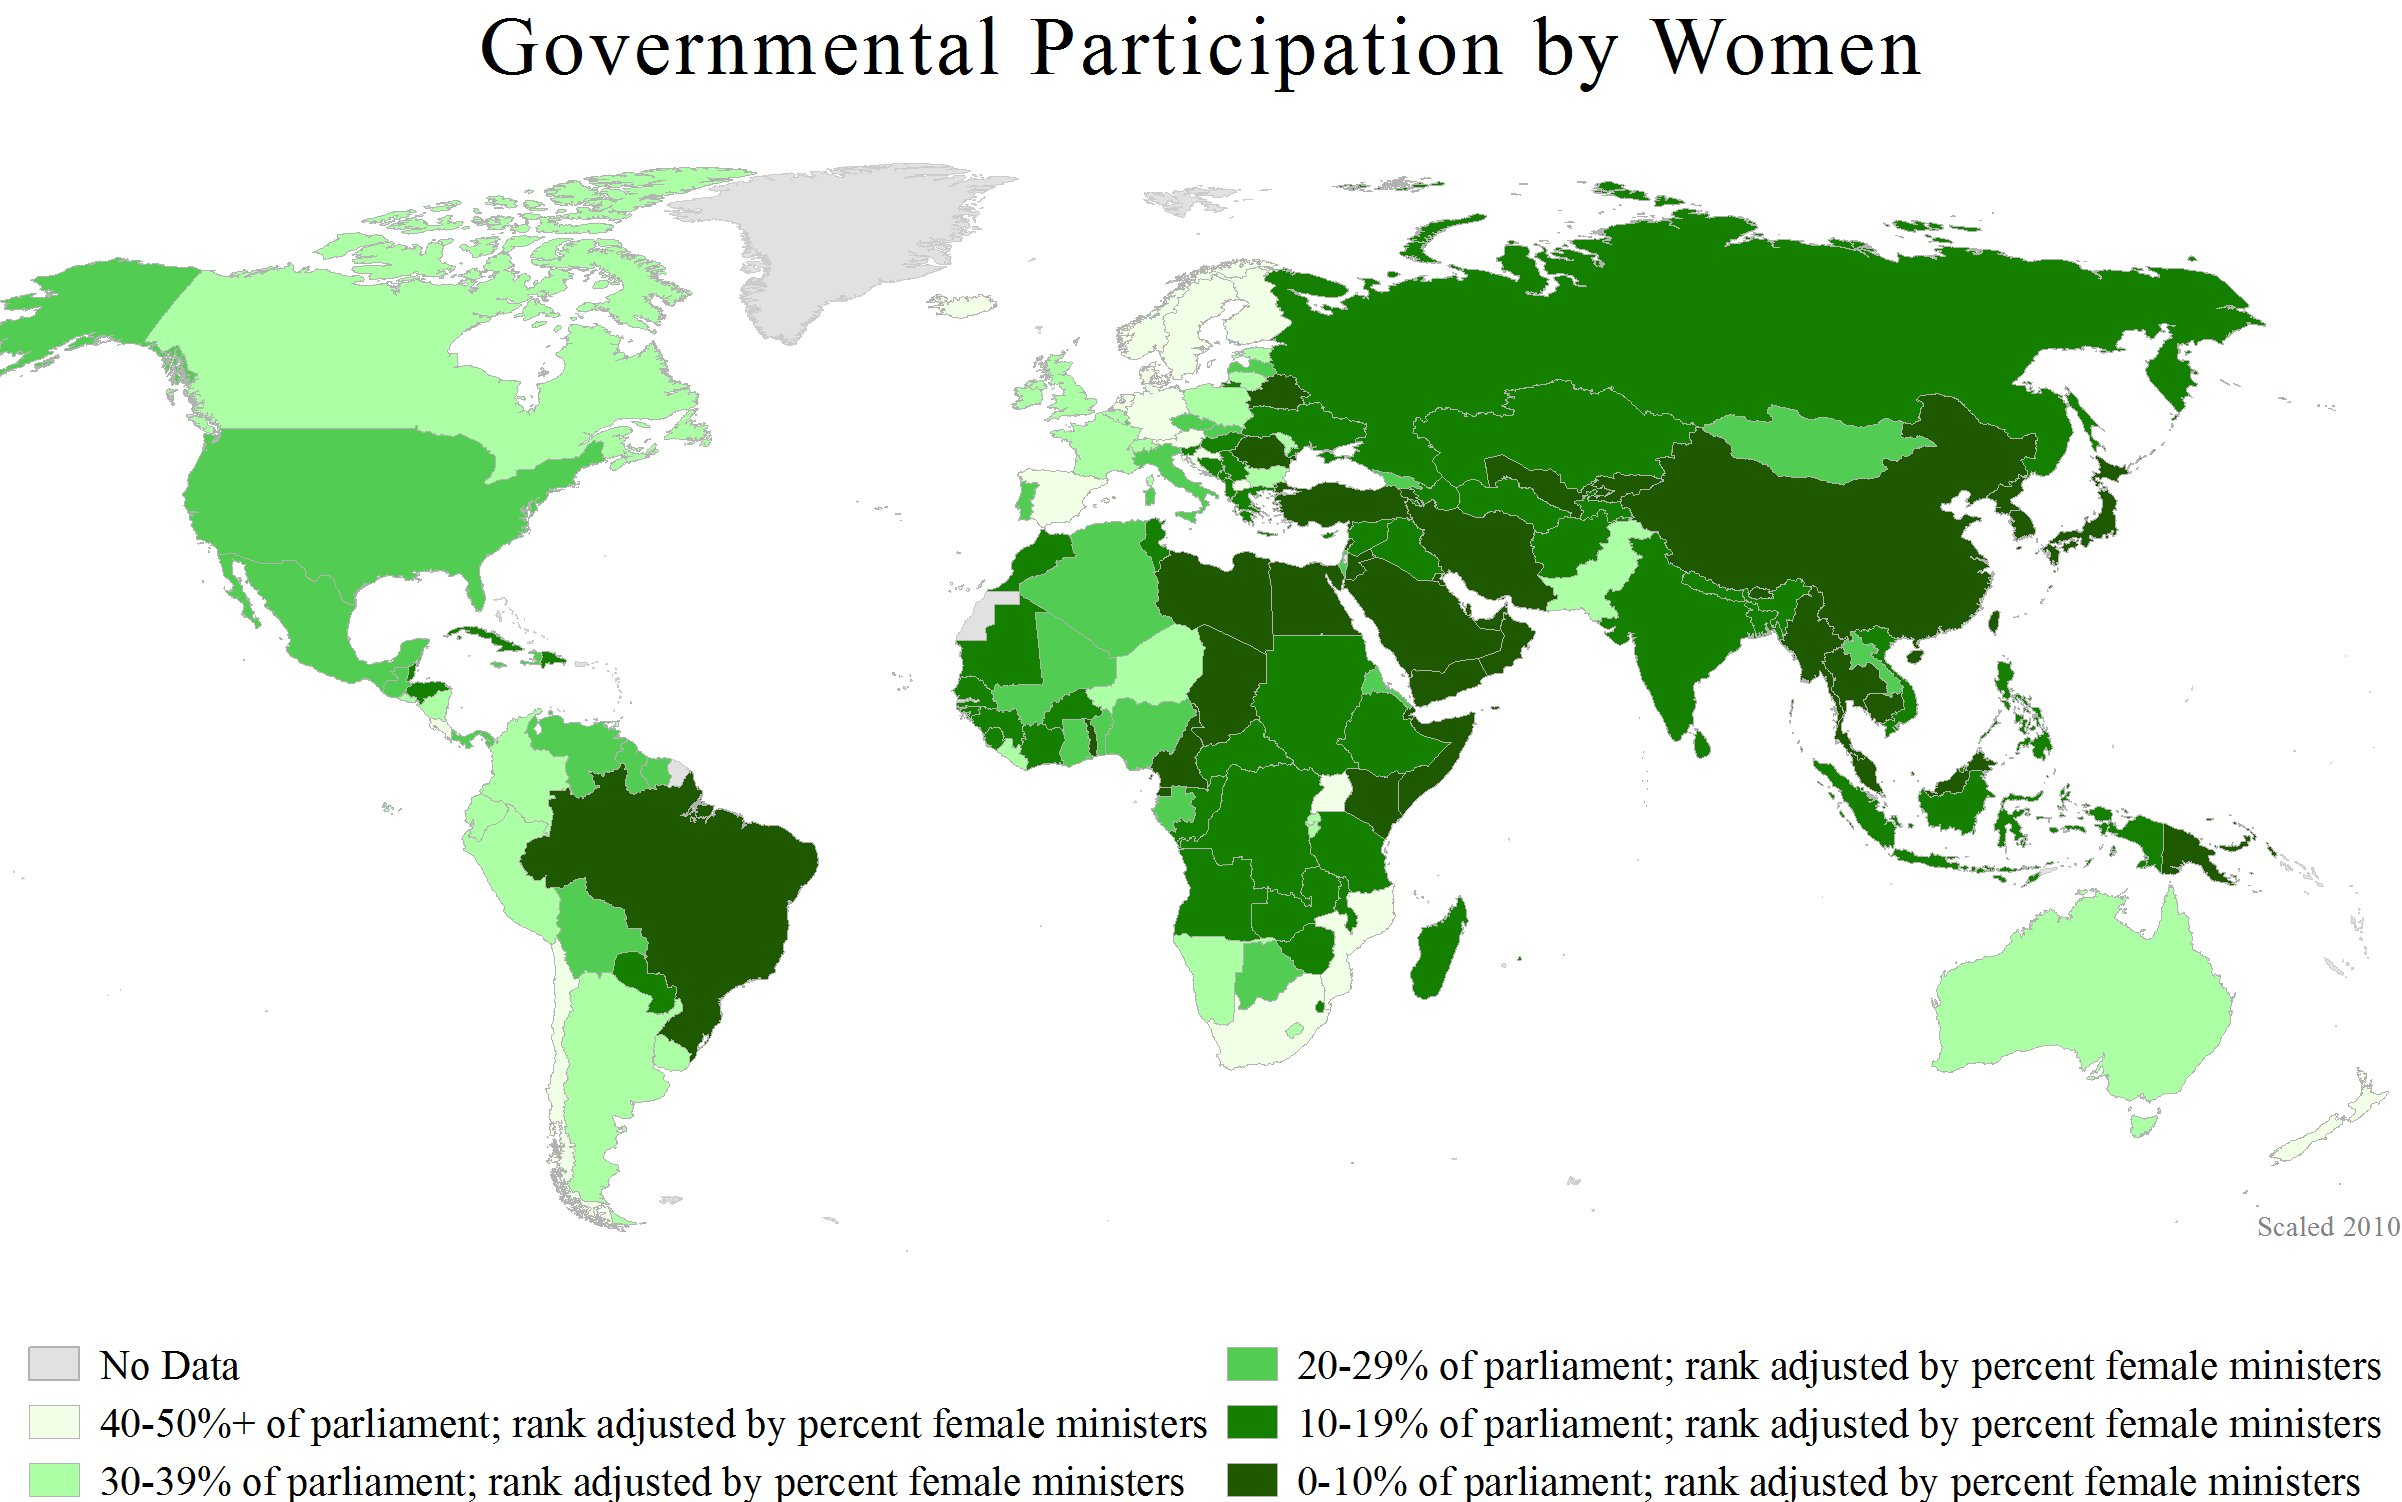 Governmental Participation by Women
Scaled 2010
No Data
40-50%+ of parliament; rank adjusted by percent female ministers
30-39% of parliament; rank adjusted by percent female ministers
20-29% of parliament; rank adjusted by percent female ministers
10-19% of parliament; rank adjusted by percent female ministers
0-10% of parliament; rank adjusted by percent female ministers